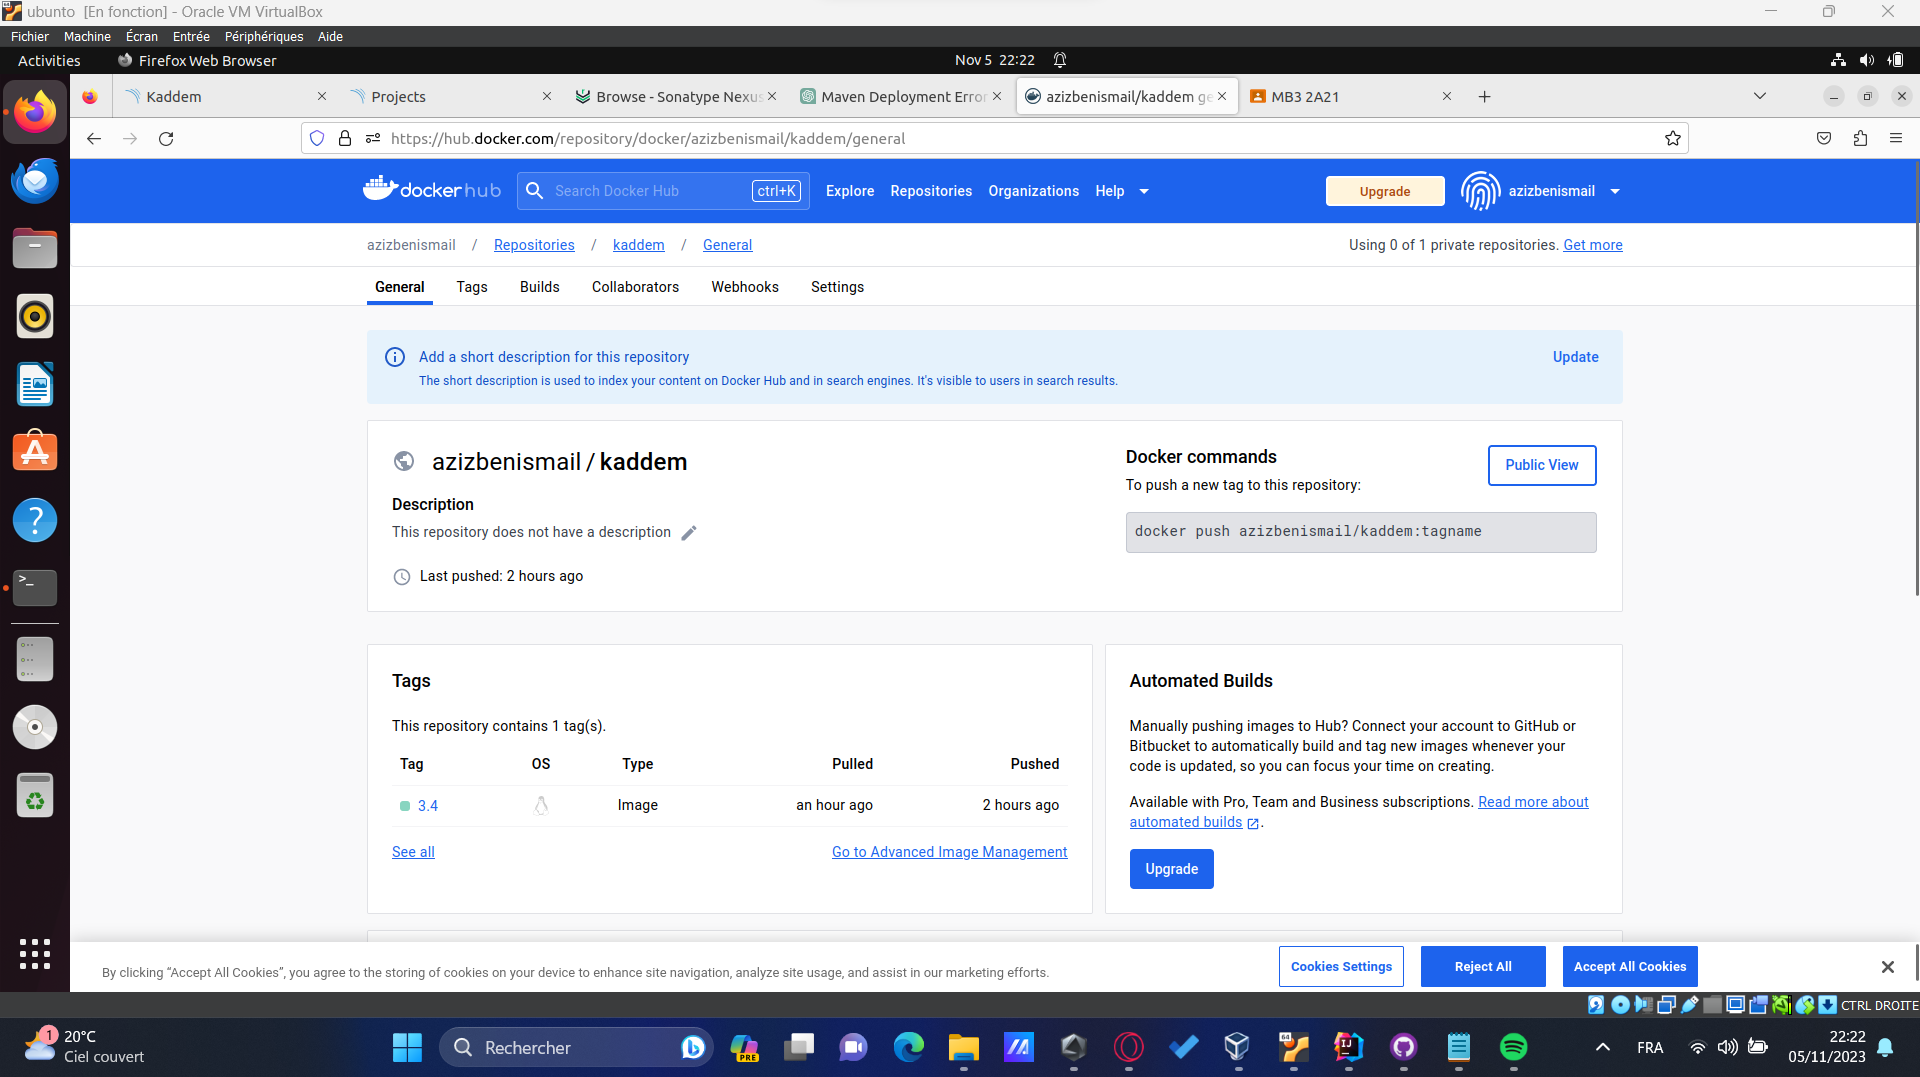 ubunto [En fonction] - Oracle VM VirtualBox
Fichier Machine Écran Entrée Périphériques Aide
Activities Firefox Web Browser Nov 5 22:22
Kaddem Projects Browse - Sonatype Nexus Maven Deployment Error azizbenismail/kaddem ge MB3 2A21
https://hub.docker.com/repository/docker/azizbenismail/kaddem/general
docker hub Search Docker Hub ctrl+K Explore Repositories Organizations Help Upgrade azizbenismail
azizbenismail / Repositories / kaddem / General Using 0 of 1 private repositories. Get more
General Tags Builds Collaborators Webhooks Settings
Add a short description for this repository Update
The short description is used to index your content on Docker Hub and in search engines. It's visible to users in search results.
azizbenismail / kaddem
Description
This repository does not have a description
Last pushed: 2 hours ago
Docker commands
Public View
To push a new tag to this repository:
docker push azizbenismail/kaddem:tagname
Tags
This repository contains 1 tag(s).
Tag OS Type Pulled Pushed
3.4 Image an hour ago 2 hours ago
See all Go to Advanced Image Management
Automated Builds
Manually pushing images to Hub? Connect your account to GitHub or
Bitbucket to automatically build and tag new images whenever your
code is updated, so you can focus your time on creating.
Available with Pro, Team and Business subscriptions. Read more about
automated builds .
Upgrade
By clicking “Accept All Cookies”, you agree to the storing of cookies on your device to enhance site navigation, analyze site usage, and assist in our marketing efforts.
Cookies Settings Reject All Accept All Cookies
CTRL DROITE
1 20°C
Ciel couvert
Rechercher
PRE
64
IJ
FRA
22:22
05/11/2023